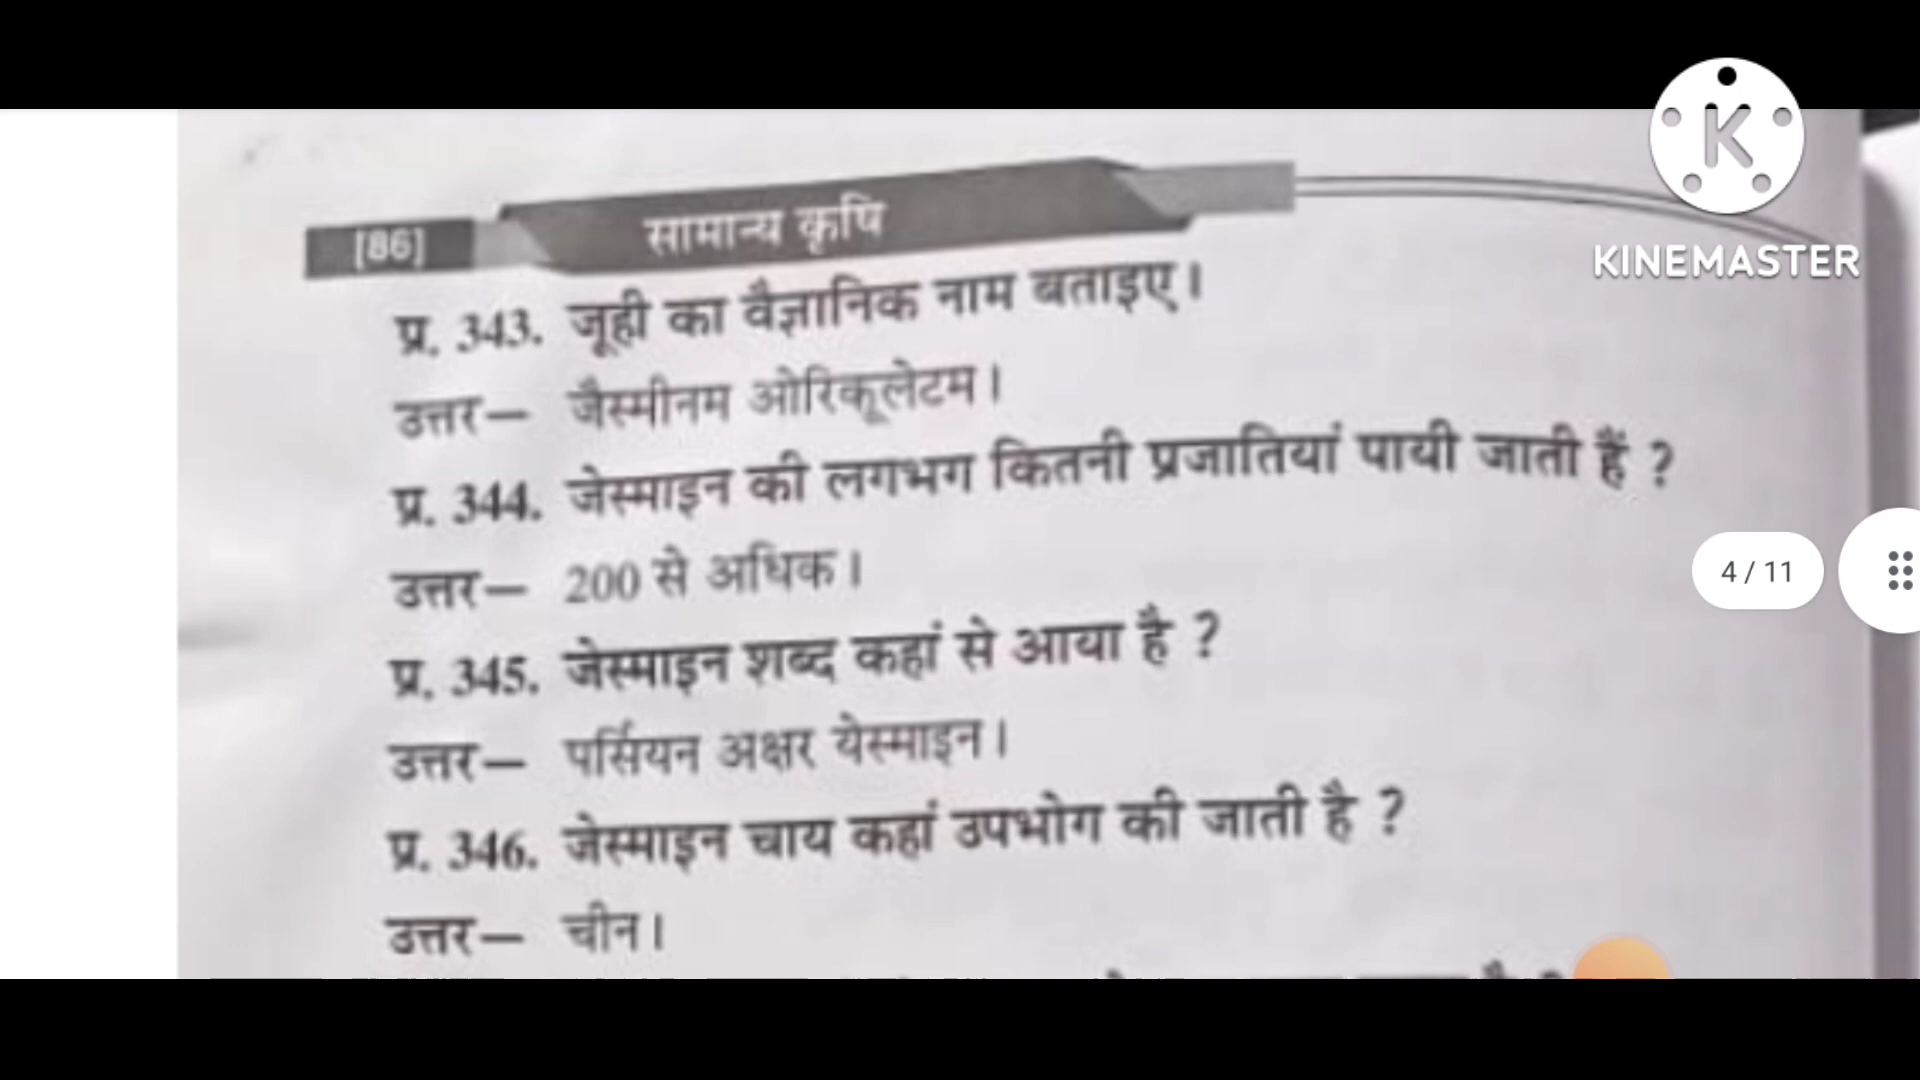 [86] सामान्य कृषि
K
KINEMASTER
प्र. 343. जूही का वैज्ञानिक नाम बताइए।
उत्तर— जैस्मीनम ओरिकूलेटम।
प्र. 344. जेस्माइन की लगभग कितनी प्रजातियां पायी जाती हैं ?
उत्तर— 200 से अधिक।
4 / 11
प्र. 345. जेस्माइन शब्द कहां से आया है ?
उत्तर— पर्सियन अक्षर येस्माइन।
प्र. 346. जेस्माइन चाय कहां उपभोग की जाती है ?
उत्तर— चीन।